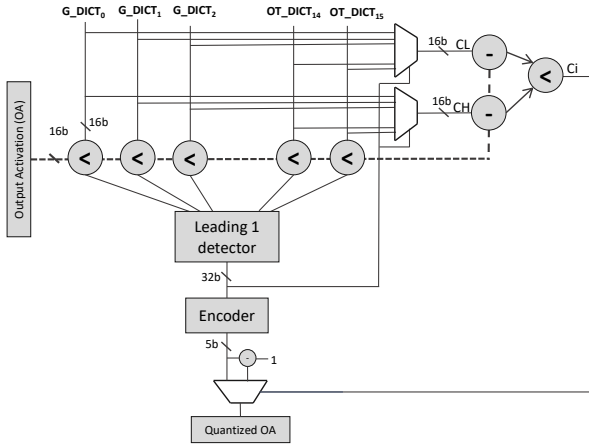 G_DICT0 G_DICT1 G_DICT2 OT_DICT14 OT_DICT15
16b CL - < Ci
16b CH -
Output Activation (OA)
16b 16b
< < < < <
Leading 1
detector
32b
Encoder
5b
- 1
Quantized OA